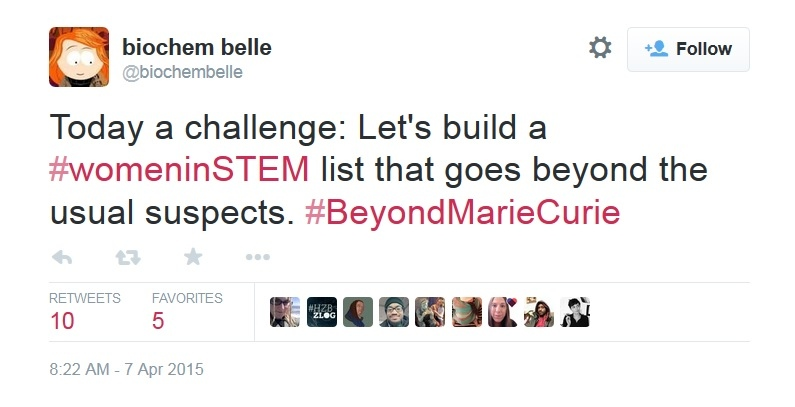 biochem belle
@biochembelle
Follow
Today a challenge: Let's build a
#womeninSTEM list that goes beyond the
usual suspects. #BeyondMarieCurie
RETWEETS FAVORITES
10 5
#HZB
ZLOG
8:22 AM - 7 Apr 2015